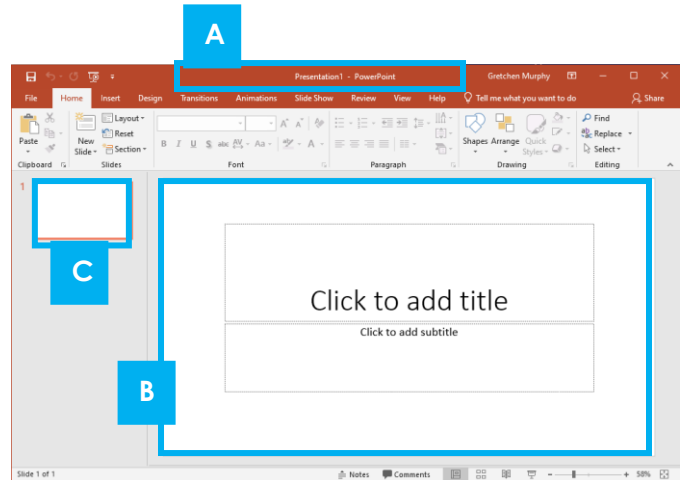 A
Presentation1 - PowerPoint
Gretchen Murphy
File Home Insert Design Transitions Animations Slide Show Review View Help Tell me what you want to do Share
Paste
Clipboard
New Slide
Layout
Reset
Section
Slides
B I U S abc AV Aa A A A
Font
Paragraph
Shapes Arrange Quick Styles
Drawing
Find
Replace
Select
Editing
1
C
Click to add title
Click to add subtitle
B
Slide 1 of 1
Notes Comments
58%